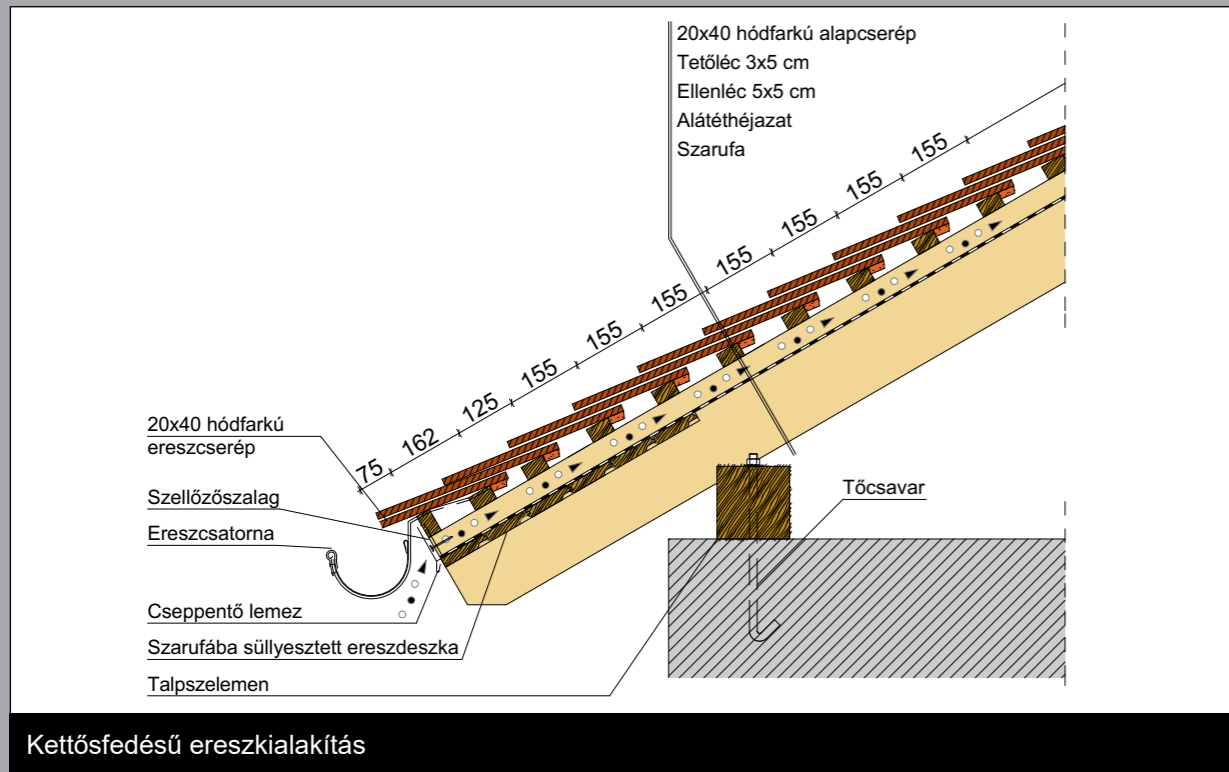 20x40 hódfarkú alapcserép
Tetőléc 3x5 cm
Ellenléc 5x5 cm
Alátéthéjazat
Szarufa
155
155
155
155
155
155
155
125
162
75
20x40 hódfarkú
ereszcserép
Szellőzőszalag
Ereszcsatorna
Tőcsavar
Cseppentő lemez
Szarufába süllyesztett ereszdeszka
Talpszelemen
Kettősfedésű ereszkialakítás